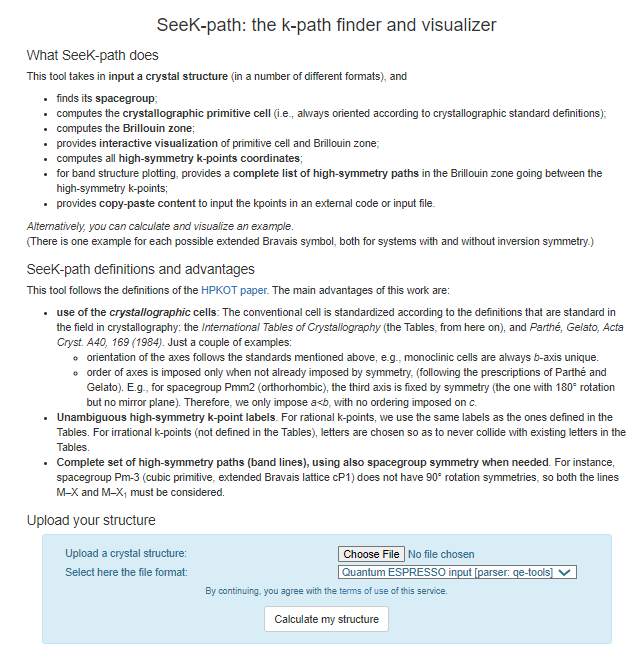 SeeK-path: the k-path finder and visualizer
What SeeK-path does
This tool takes in input a crystal structure (in a number of different formats), and
• finds its spacegroup;
• computes the crystallographic primitive cell (i.e., always oriented according to crystallographic standard definitions);
• computes the Brillouin zone;
• provides interactive visualization of primitive cell and Brillouin zone;
• computes all high-symmetry k-points coordinates;
• for band structure plotting, provides a complete list of high-symmetry paths in the Brillouin zone going between the
high-symmetry k-points;
• provides copy-paste content to input the kpoints in an external code or input file.
Alternatively, you can calculate and visualize an example.
(There is one example for each possible extended Bravais symbol, both for systems with and without inversion symmetry.)
SeeK-path definitions and advantages
This tool follows the definitions of the HPKOT paper. The main advantages of this work are:
• use of the crystallographic cells: The conventional cell is standardized according to the definitions that are standard in
the field in crystallography: the International Tables of Crystallography (the Tables, from here on), and Parthé, Gelato, Acta
Cryst. A40, 169 (1984). Just a couple of examples:
◦ orientation of the axes follows the standards mentioned above, e.g., monoclinic cells are always b-axis unique.
◦ order of axes is imposed only when not already imposed by symmetry, (following the prescriptions of Parthé and
Gelato). E.g., for spacegroup Pmm2 (orthorhombic), the third axis is fixed by symmetry (the one with 180° rotation
but no mirror plane). Therefore, we only impose a<b, with no ordering imposed on c.
• Unambiguous high-symmetry k-point labels. For rational k-points, we use the same labels as the ones defined in the
Tables. For irrational k-points (not defined in the Tables), letters are chosen so as to never collide with existing letters in the
Tables.
• Complete set of high-symmetry paths (band lines), using also spacegroup symmetry when needed. For instance,
spacegroup Pm-3 (cubic primitive, extended Bravais lattice cP1) does not have 90° rotation symmetries, so both the lines
M–X and M–X₁ must be considered.
Upload your structure
Upload a crystal structure: Choose File No file chosen
Select here the file format: Quantum ESPRESSO input [parser: qe-tools]
By continuing, you agree with the terms of use of this service.
Calculate my structure